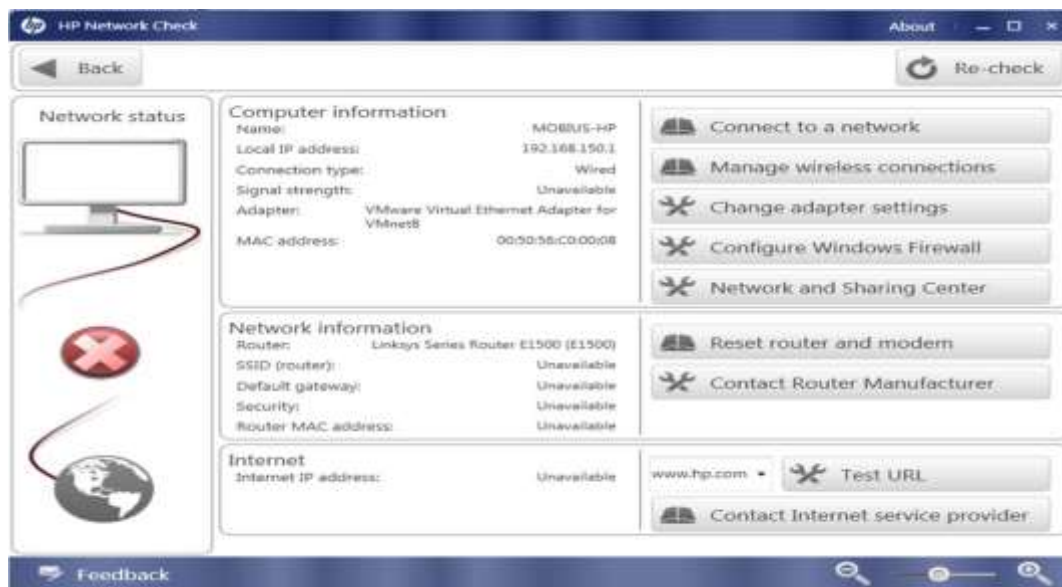 hp HP Network Check About
Back Re-check
Network status
Computer information
Name: MOBIUS-HP
Local IP address: 192.168.150.1
Connection type: Wired
Signal strength: Unavailable
Adapter: VMware Virtual Ethernet Adapter for
VMnet8
MAC address: 00:50:56:C0:00:08
Connect to a network
Manage wireless connections
Change adapter settings
Configure Windows Firewall
Network and Sharing Center
Network information
Router: Linksys Series Router E1500 (E1500)
SSID (router): Unavailable
Default gateway: Unavailable
Security: Unavailable
Router MAC address: Unavailable
Reset router and modem
Contact Router Manufacturer
Internet
Internet IP address: Unavailable
www.hp.com Test URL
Contact Internet service provider
Feedback